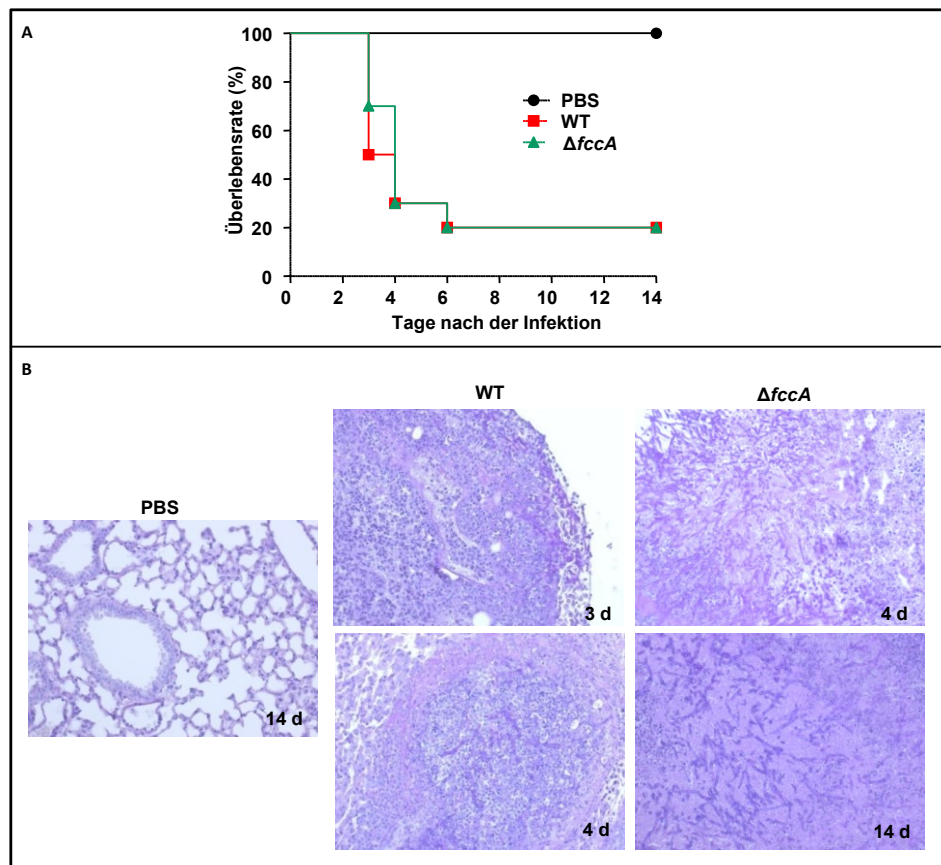 A
Überlebensrate (%)
100
80
60
40
20
0
0 2 4 6 8 10 12 14
Tage nach der Infektion
PBS
WT
ΔfccA
B
WT
ΔfccA
PBS
3 d
4 d
14 d
4 d
14 d